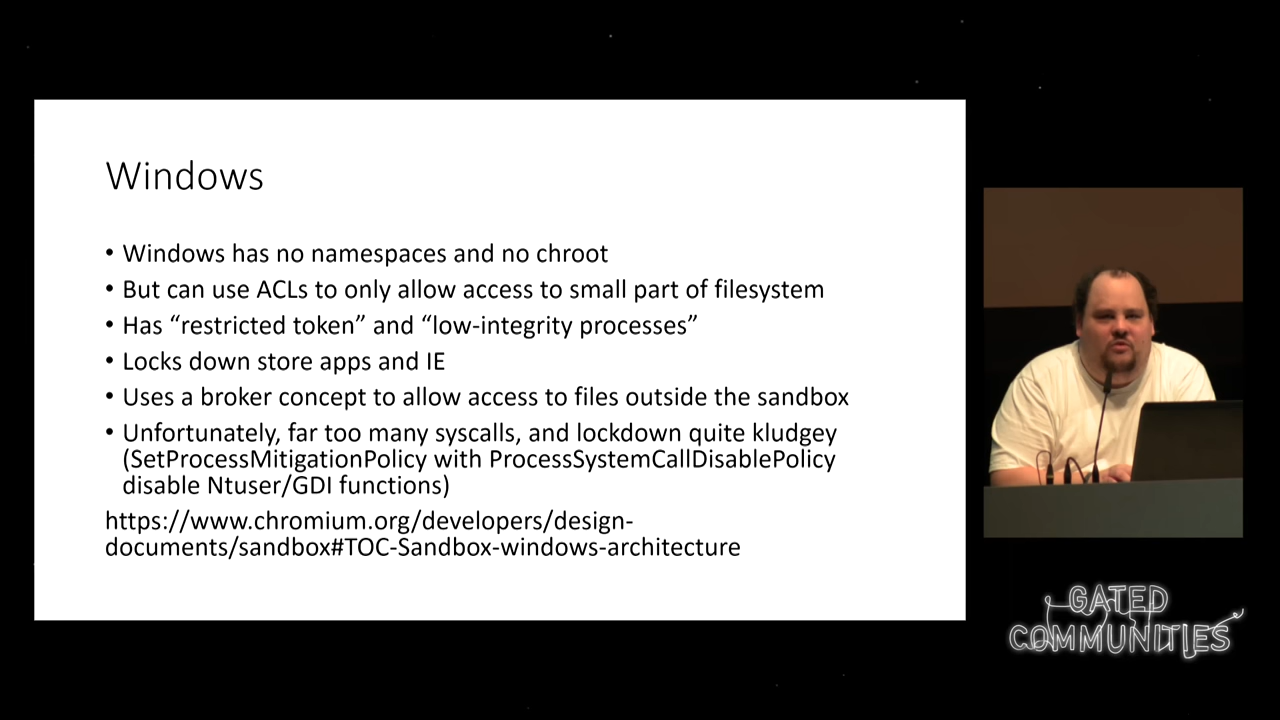 Windows
• Windows has no namespaces and no chroot
• But can use ACLs to only allow access to small part of filesystem
• Has “restricted token” and “low-integrity processes”
• Locks down store apps and IE
• Uses a broker concept to allow access to files outside the sandbox
• Unfortunately, far too many syscalls, and lockdown quite kludgey
(SetProcessMitigationPolicy with ProcessSystemCallDisablePolicy
disable Ntuser/GDI functions)
https://www.chromium.org/developers/design-
documents/sandbox#TOC-Sandbox-windows-architecture
GATED
COMMUNITIES